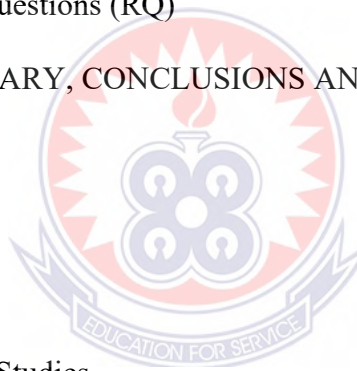 uestions (RQ)
ARY, CONCLUSIONS AN
EDUCATION FOR SERVICE
Studies